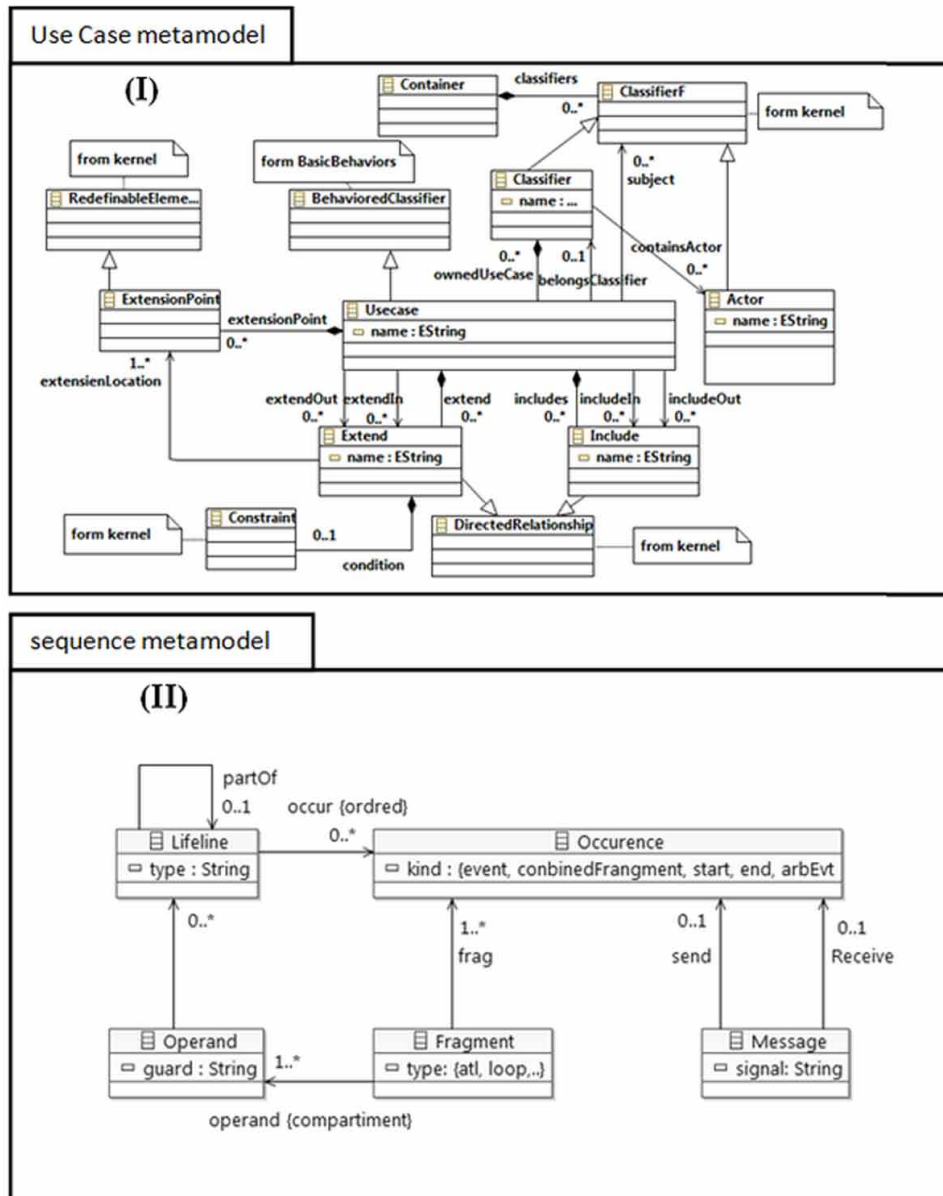 Use Case metamodel
(I)
Container
classifiers
0..*
ClassifierF
form kernel
from kernel
form BasicBehaviors
RedefinableEleme...
BehavioredClassifier
Classifier
name : ...
0..*
subject
containsActor
0..*
0..*
ownedUseCase
0..1
belongsClassifier
ExtensionPoint
extensionPoint
0..*
Usecase
name : EString
Actor
name : EString
1..*
extensienLocation
extendOut
0..*
extendIn
0..*
extend
0..*
includes
0..*
includeIn
0..*
includeOut
0..*
Extend
name : EString
Include
name : EString
form kernel
Constraint
0..1
condition
DirectedRelationship
from kernel
sequence metamodel
(II)
partOf
0..1
occur {ordred}
0..*
Lifeline
type : String
Occurence
kind : {event, conbinedFrangment, start, end, arbEvt
0..*
1..*
frag
0..1
send
0..1
Receive
Operand
guard : String
1..*
Fragment
type: {atl, loop,..}
Message
signal: String
operand {compartiment}